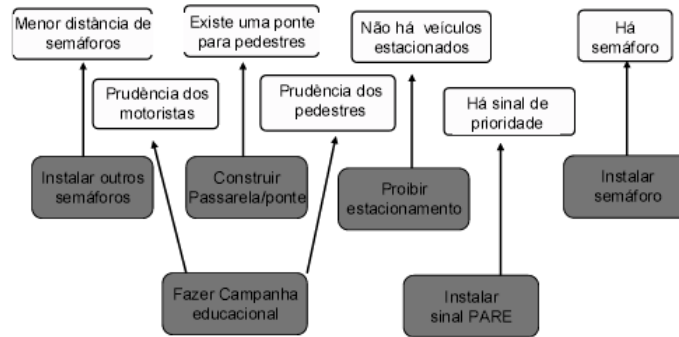 Menor distância de
semáforos
Existe uma ponte
para pedestres
Não há veículos
estacionados
Há
semáforo
Prudência dos
motoristas
Prudência dos
pedestres
Há sinal de
prioridade
Instalar outros
semáforos
Construir
Passarela/ponte
Proibir
estacionamento
Instalar
semáforo
Fazer Campanha
educacional
Instalar
sinal PARE